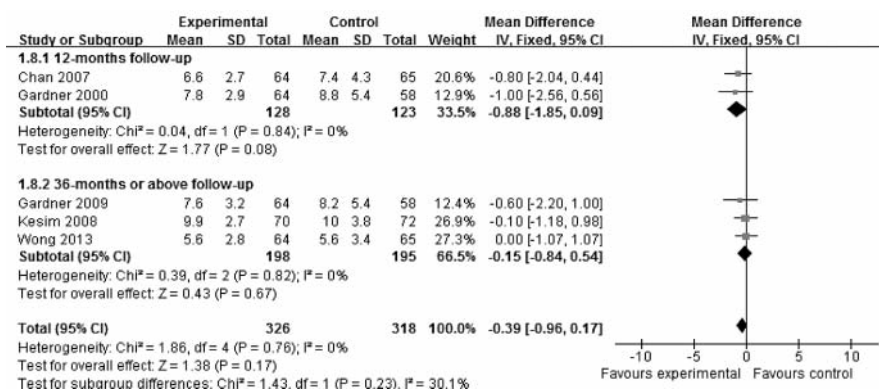 Experimental Control Mean Difference Mean Difference
Study or Subgroup Mean SD Total Mean SD Total Weight IV, Fixed, 95% CI IV, Fixed, 95% CI
1.8.1 12-months follow-up
Chan 2007 6.6 2.7 64 7.4 4.3 65 20.6% -0.80 [-2.04, 0.44]
Gardner 2000 7.8 2.9 64 8.8 5.4 58 12.9% -1.00 [-2.56, 0.56]
Subtotal (95% CI) 128 123 33.5% -0.88 [-1.85, 0.09]
Heterogeneity: Chi² = 0.04, df = 1 (P = 0.84); I² = 0%
Test for overall effect: Z = 1.77 (P = 0.08)
1.8.2 36-months or above follow-up
Gardner 2009 7.6 3.2 64 8.2 5.4 58 12.4% -0.60 [-2.20, 1.00]
Kesim 2008 9.9 2.7 70 10 3.8 72 26.9% -0.10 [-1.18, 0.98]
Wong 2013 5.6 2.8 64 5.6 3.4 65 27.3% 0.00 [-1.07, 1.07]
Subtotal (95% CI) 198 195 66.5% -0.15 [-0.84, 0.54]
Heterogeneity: Chi² = 0.39, df = 2 (P = 0.82); I² = 0%
Test for overall effect: Z = 0.43 (P = 0.67)
Total (95% CI) 326 318 100.0% -0.39 [-0.96, 0.17]
Heterogeneity: Chi² = 1.86, df = 4 (P = 0.76); I² = 0%
Test for overall effect: Z = 1.38 (P = 0.17)
Test for subgroup differences: Chi² = 1.43, df = 1 (P = 0.23), I² = 30.1%
-10 -5 0 5 10
Favours experimental Favours control